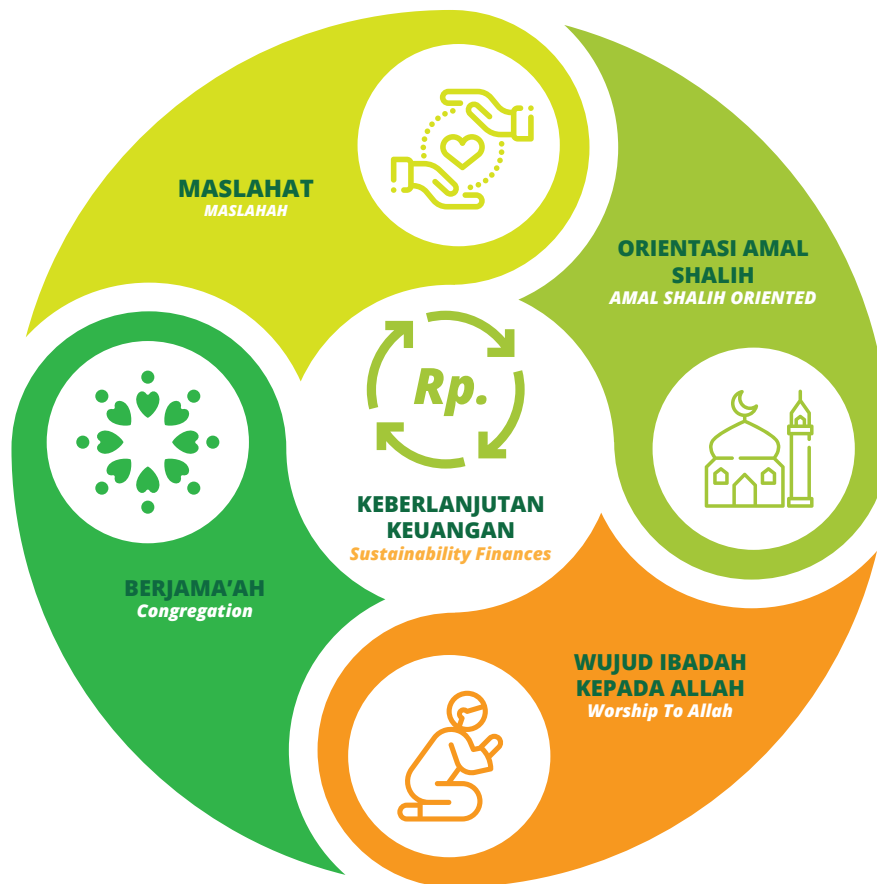 MASLAHAT
MASLAHAH
ORIENTASI AMAL
SHALIH
AMAL SHALIH ORIENTED
Rp.
KEBERLANJUTAN
KEUANGAN
Sustainability Finances
BERJAMA’AH
Congregation
WUJUD IBADAH
KEPADA ALLAH
Worship To Allah